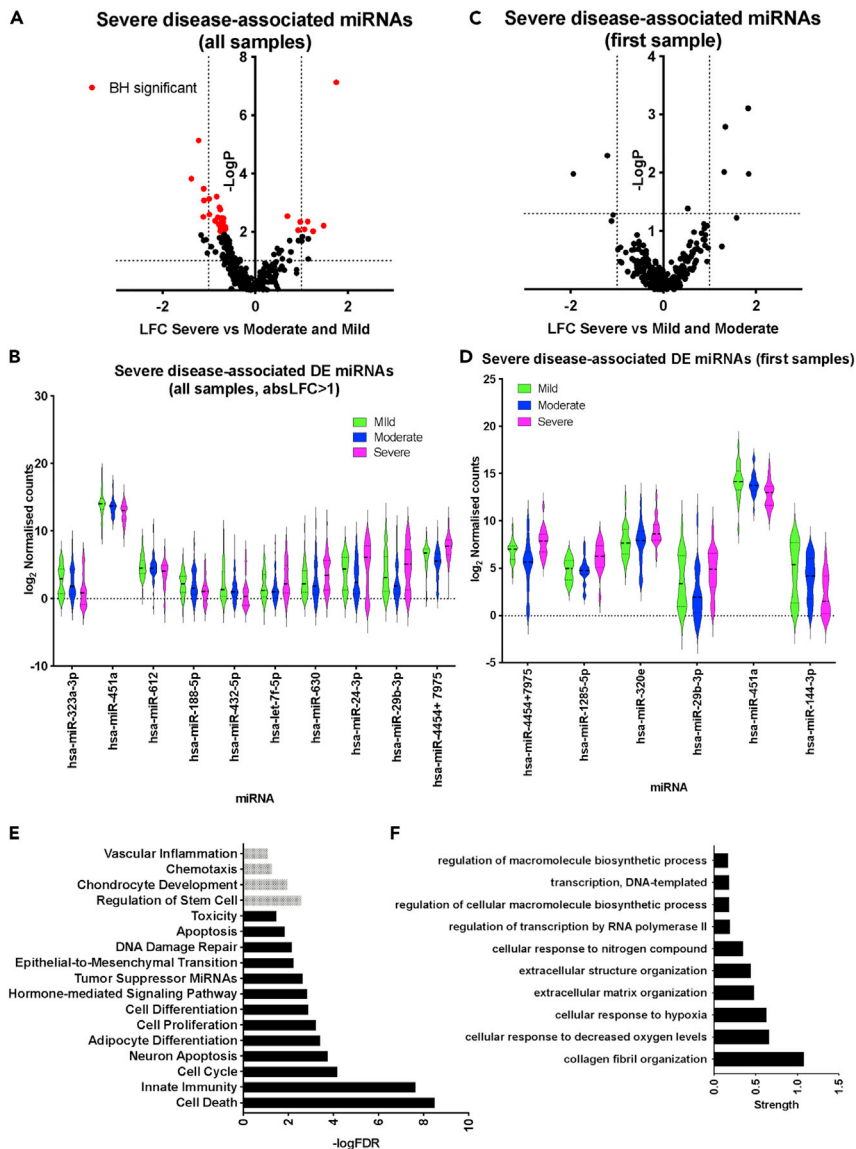 A
Severe disease-associated miRNAs
(all samples)
BH significant
8
6
4
2
-LogP
-2
0
2
LFC Severe vs Moderate and Mild
C
Severe disease-associated miRNAs
(first sample)
4
3
2
1
-LogP
-2
0
2
LFC Severe vs Mild and Moderate
B
Severe disease-associated DE miRNAs
(all samples, absLFC>1)
MIld
Moderate
Severe
30
20
10
0
-10
log2 Normalised counts
hsa-miR-323a-3p
hsa-miR-451a
hsa-miR-612
hsa-miR-188-5p
hsa-miR-432-5p
hsa-let-7f-5p
hsa-miR-630
hsa-miR-24-3p
hsa-miR-29b-3p
hsa-miR-4454+ 7975
miRNA
D
Severe disease-associated DE miRNAs (first samples)
Mild
Moderate
Severe
25
20
15
10
5
0
-5
log2 Normalised counts
hsa-miR-4454+7975
hsa-miR-1285-5p
hsa-miR-320e
hsa-miR-29b-3p
hsa-miR-451a
hsa-miR-144-3p
miRNA
E
Vascular Inflammation
Chemotaxis
Chondrocyte Development
Regulation of Stem Cell
Toxicity
Apoptosis
DNA Damage Repair
Epithelial-to-Mesenchymal Transition
Tumor Suppressor MiRNAs
Hormone-mediated Signaling Pathway
Cell Differentiation
Cell Proliferation
Adipocyte Differentiation
Neuron Apoptosis
Cell Cycle
Innate Immunity
Cell Death
0
2
4
6
8
10
-logFDR
F
regulation of macromolecule biosynthetic process
transcription, DNA-templated
regulation of cellular macromolecule biosynthetic process
regulation of transcription by RNA polymerase II
cellular response to nitrogen compound
extracellular structure organization
extracellular matrix organization
cellular response to hypoxia
cellular response to decreased oxygen levels
collagen fibril organization
0.0
0.5
1.0
1.5
Strength